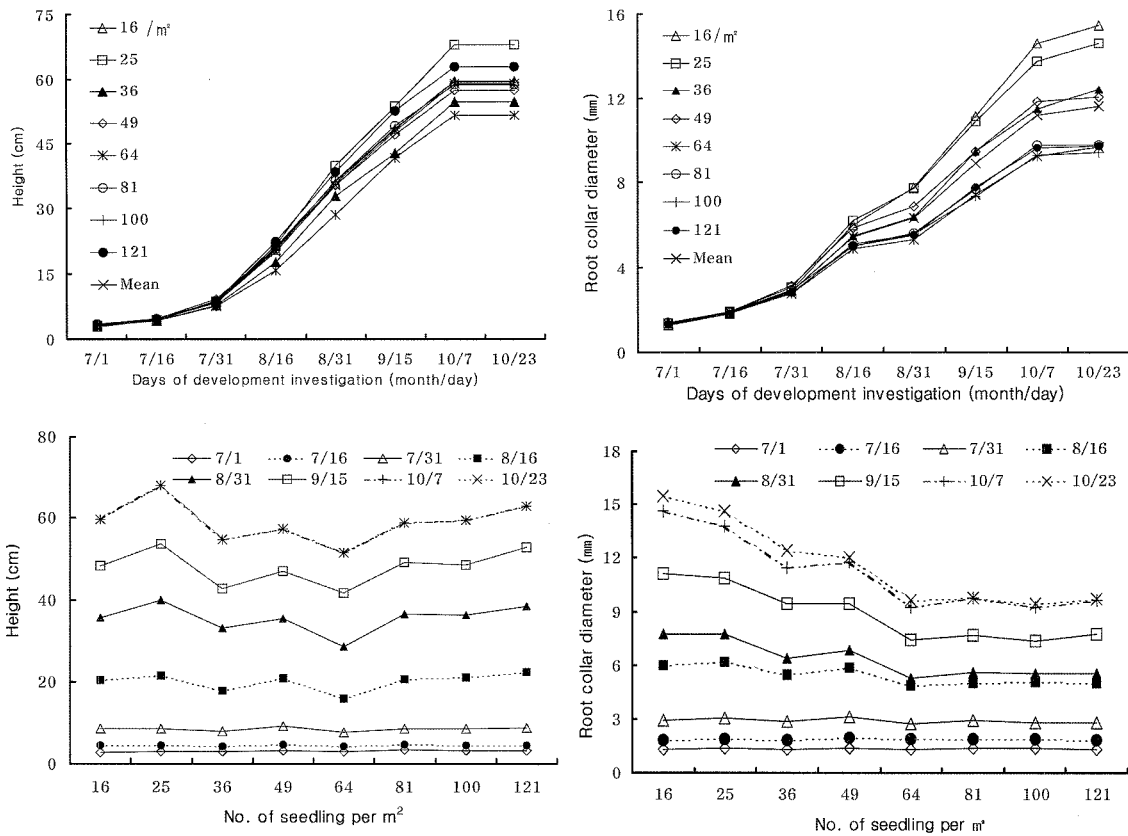 Height (cm)
75
60
45
30
15
0
16 /㎡
25
36
49
64
81
100
121
Mean
7/1 7/16 7/31 8/16 8/31 9/15 10/7 10/23
Days of development investigation (month/day)
Root collar diameter (㎜)
16
12
8
4
0
16/㎡
25
36
49
64
81
100
121
Mean
7/1 7/16 7/31 8/16 8/31 9/15 10/7 10/23
Days of development investigation (month/day)
Height (cm)
80
60
40
20
0
7/1 7/16 7/31 8/16
8/31 9/15 10/7 10/23
16 25 36 49 64 81 100 121
No. of seedling per m²
Root collar diameter (㎜)
18
15
12
9
6
3
0
7/1 7/16 7/31 8/16
8/31 9/15 10/7 10/23
16 25 36 49 64 81 100 121
No. of seedling per ㎡